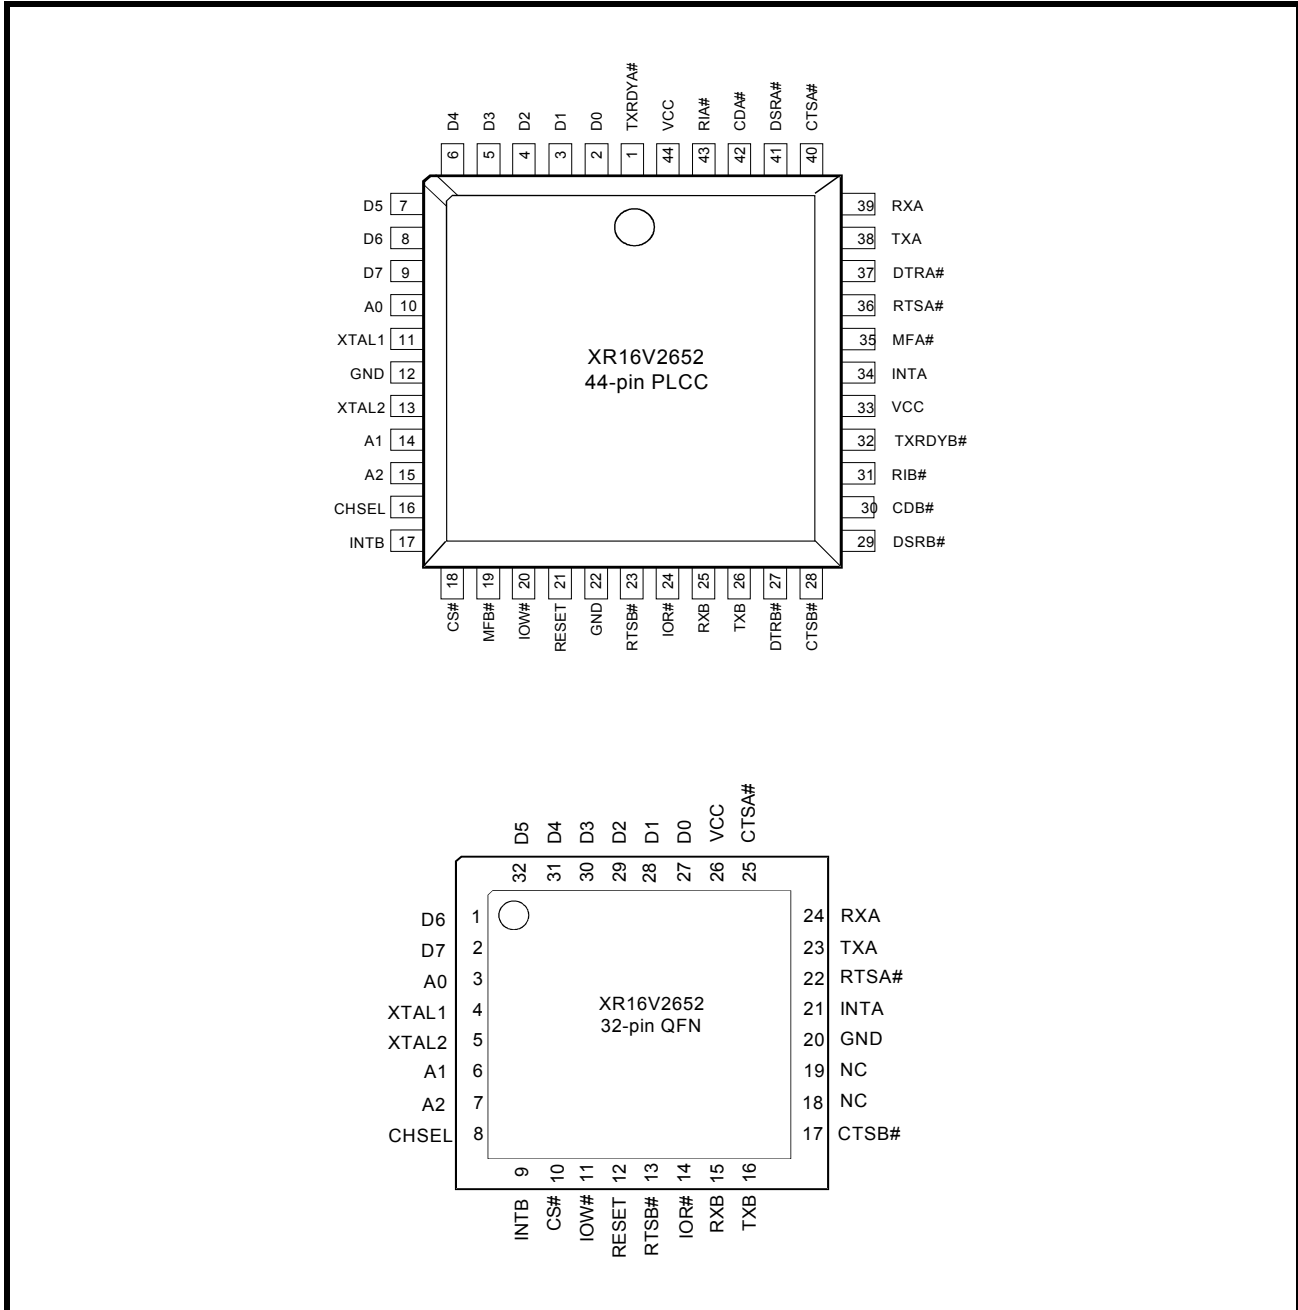 D4 D3 D2 D1 D0 TXRDYA# VCC RIA# CDA# DSRA# CTSA#
6 5 4 3 2 1 44 43 42 41 40
D5 7 39 RXA
D6 8 38 TXA
D7 9 37 DTRA#
A0 10 36 RTSA#
XTAL1 11 35 MFA#
GND 12 34 INTA
XTAL2 13 33 VCC
A1 14 32 TXRDYB#
A2 15 31 RIB#
CHSEL 16 30 CDB#
INTB 17 29 DSRB#
XR16V2652
44-pin PLCC
18 19 20 21 22 23 24 25 26 27 28
CS# MFB# IOW# RESET GND RTSB# IOR# RXB TXB DTRB# CTSB#
D5 D4 D3 D2 D1 D0 VCC CTSA#
32 31 30 29 28 27 26 25
D6 1 24 RXA
D7 2 23 TXA
A0 3 22 RTSA#
XTAL1 4 21 INTA
XTAL2 5 20 GND
A1 6 19 NC
A2 7 18 NC
CHSEL 8 17 CTSB#
XR16V2652
32-pin QFN
9 10 11 12 13 14 15 16
INTB CS# IOW# RESET RTSB# IOR# RXB TXB